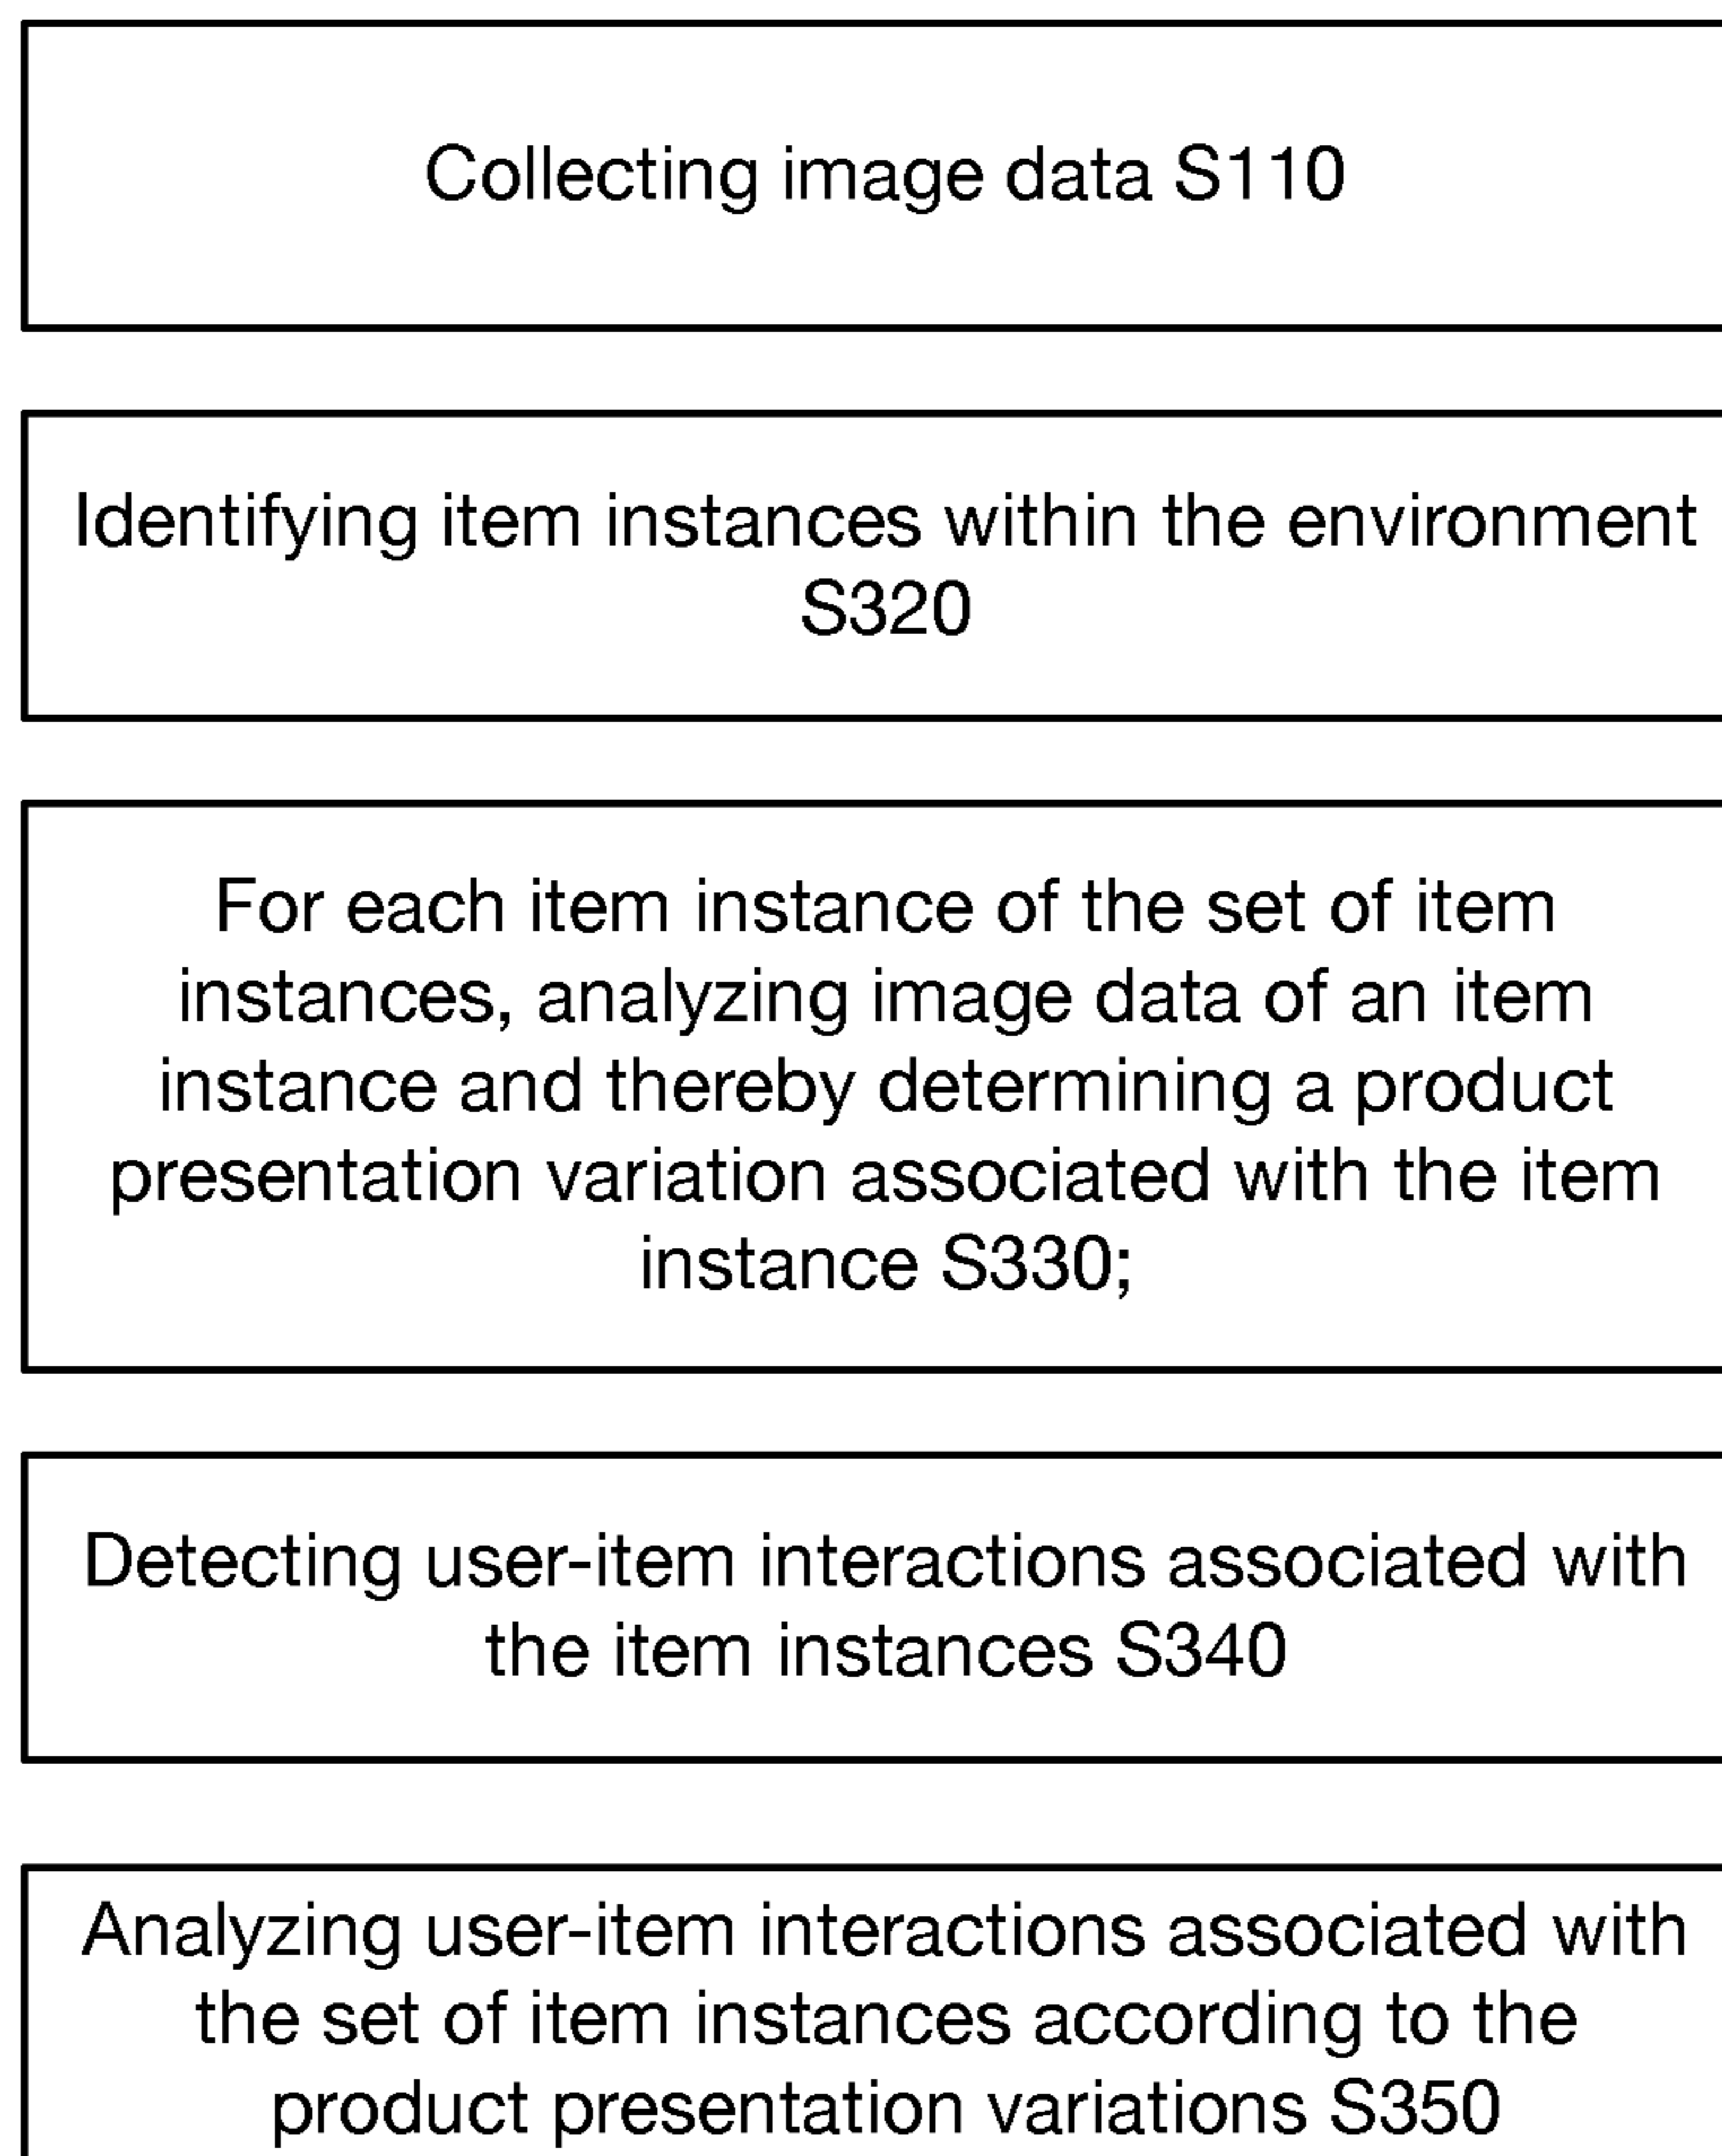 Collecting image data S110
Identifying item instances within the environment
S320
For each item instance of the set of item
instances, analyzing image data of an item
instance and thereby determining a product
presentation variation associated with the item
instance S330;
Detecting user-item interactions associated with
the item instances S340
Analyzing user-item interactions associated with
the set of item instances according to the
product presentation variations S350